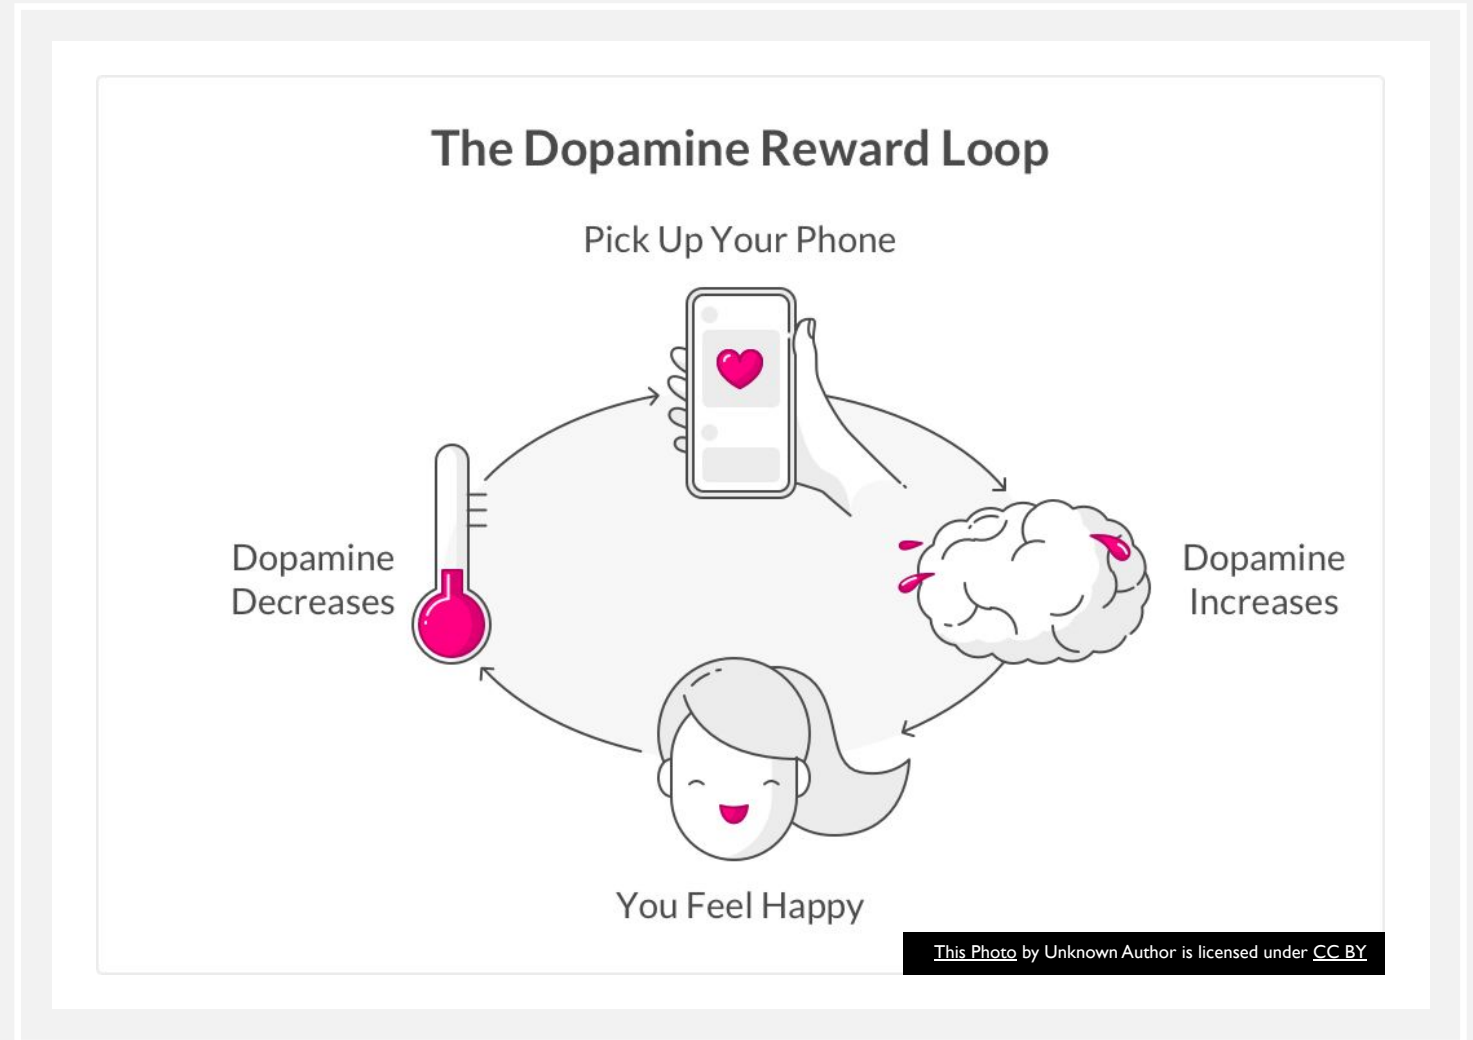 The Dopamine Reward Loop
Pick Up Your Phone
Dopamine
Decreases
Dopamine
Increases
You Feel Happy
This Photo by Unknown Author is licensed under CC BY